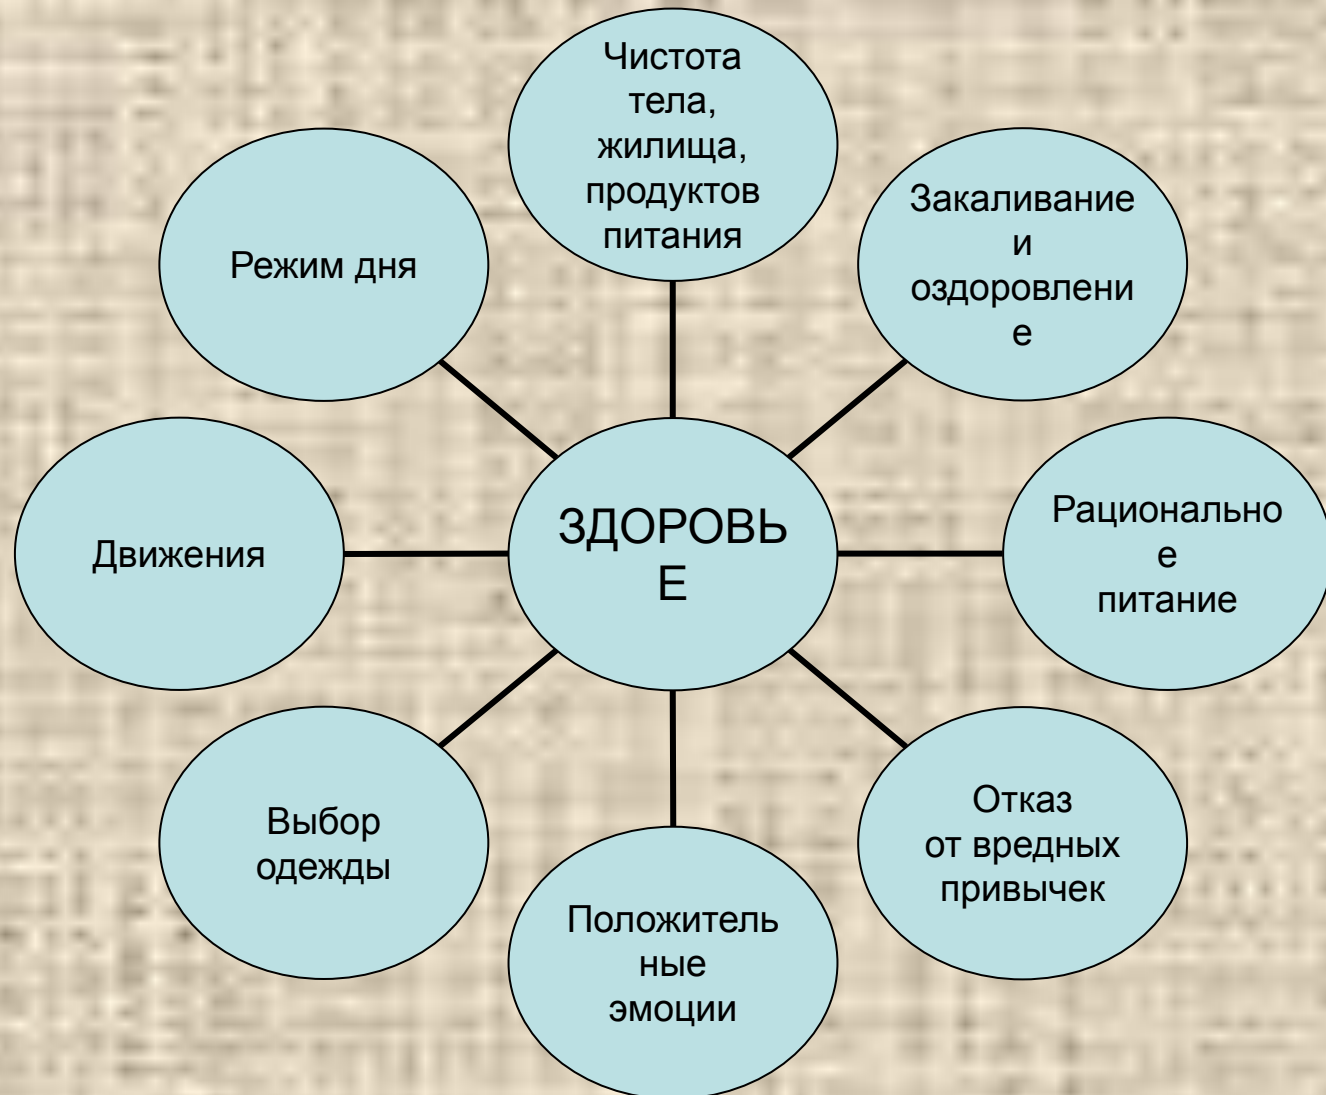 Чистота
тела,
жилища,
продуктов
питания
Закаливание
и
оздоровлени
е
Рационально
е
питание
Отказ
от вредных
привычек
Положитель
ные
эмоции
Выбор
одежды
Движения
Режим дня
ЗДОРОВЬ
Е